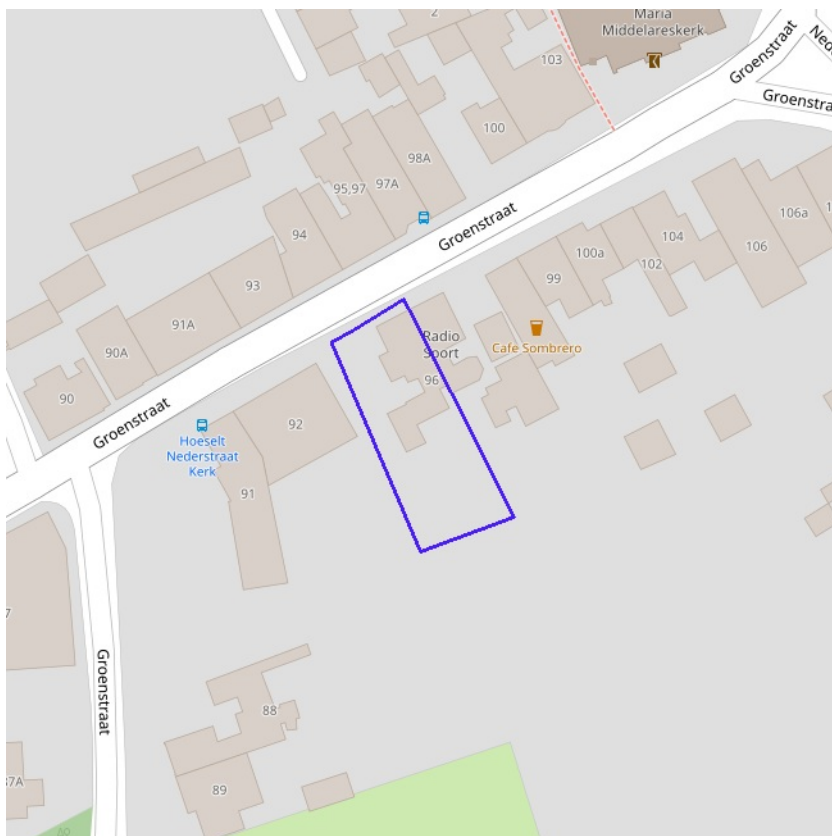 2
Maria
Middelareskerk
103
Groenstraat
100
98A
97A
95,97
94
Groenstraat
106a
106
104
102
100a
99
93
91A
90A
90
Radio
Sport
96
Cafe Sombrero
Groenstraat
92
Hoeselt
Nederstraat
Kerk
91
Groenstraat
88
89